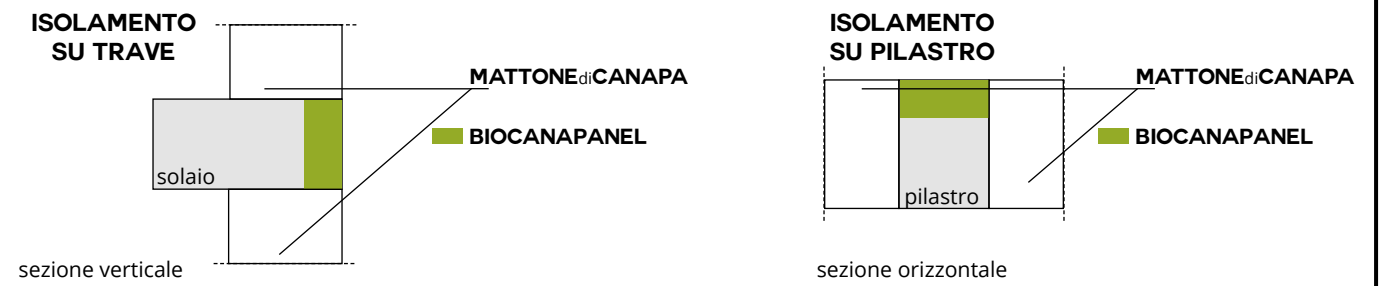 ISOLAMENTO
SU TRAVE
MATTONEdiCANAPA
BIOCANAPANEL
solaio
sezione verticale
ISOLAMENTO
SU PILASTRO
MATTONEdiCANAPA
BIOCANAPANEL
pilastro
sezione orizzontale